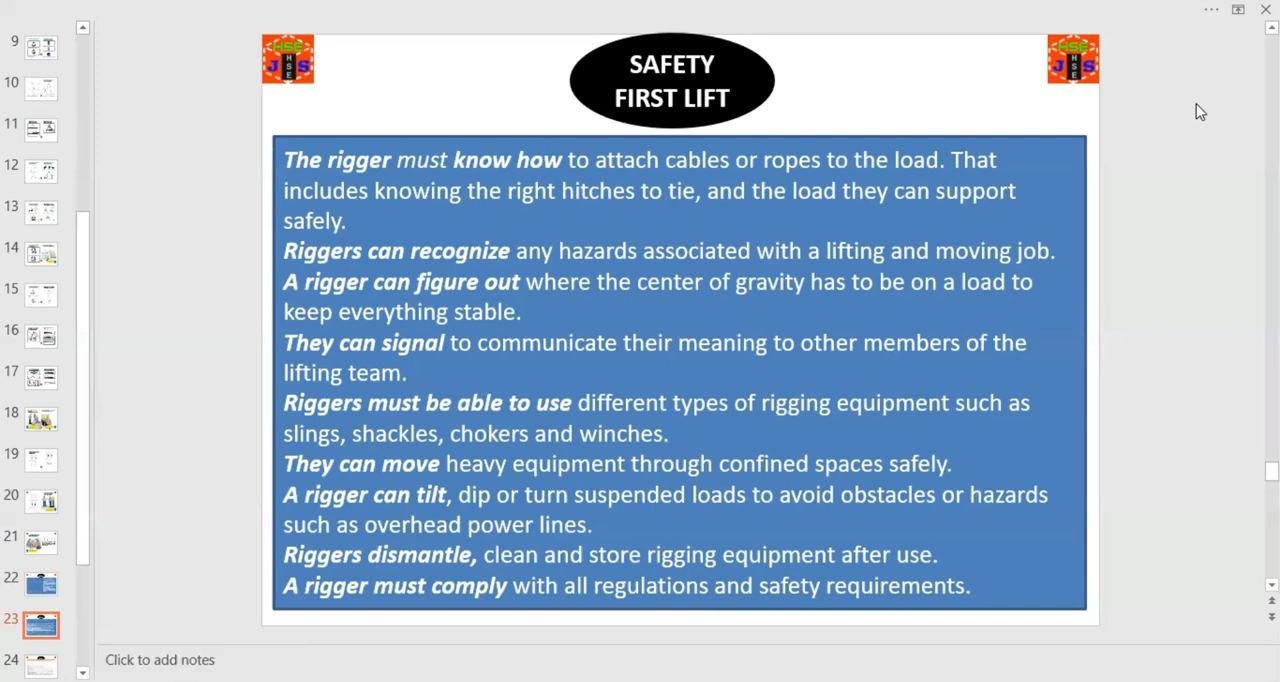 9
10
11
12
13
14
15
16
17
18
19
20
21
22
23
24
HSE
J HSE S
SAFETY
FIRST LIFT
HSE
J HSE S
The rigger must know how to attach cables or ropes to the load. That
includes knowing the right hitches to tie, and the load they can support
safely.
Riggers can recognize any hazards associated with a lifting and moving job.
A rigger can figure out where the center of gravity has to be on a load to
keep everything stable.
They can signal to communicate their meaning to other members of the
lifting team.
Riggers must be able to use different types of rigging equipment such as
slings, shackles, chokers and winches.
They can move heavy equipment through confined spaces safely.
A rigger can tilt, dip or turn suspended loads to avoid obstacles or hazards
such as overhead power lines.
Riggers dismantle, clean and store rigging equipment after use.
A rigger must comply with all regulations and safety requirements.
Click to add notes